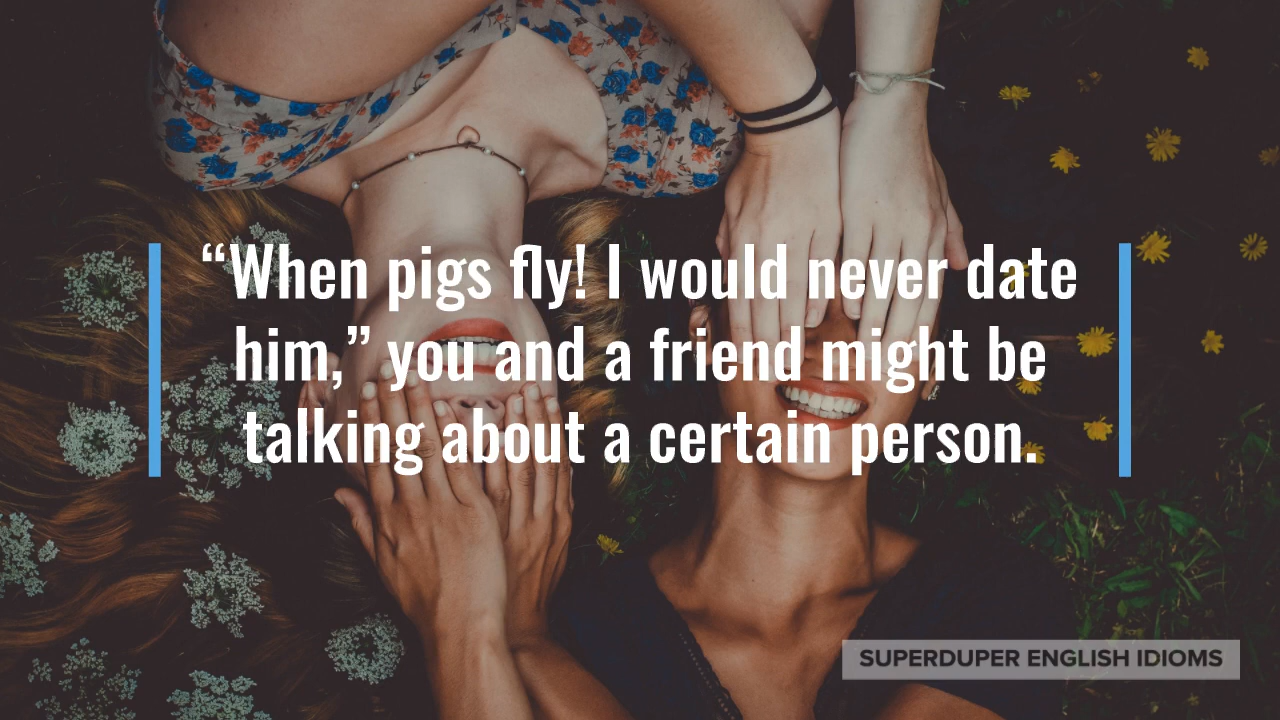 “When pigs fly! I would never date
him,” you and a friend might be
talking about a certain person.
SUPERDUPER ENGLISH IDIOMS